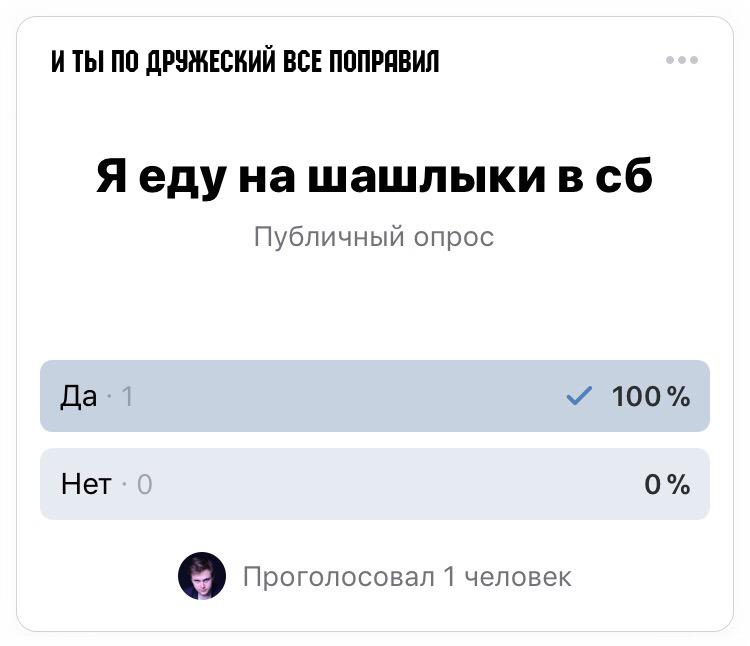 И ТЫ ПО ДРУЖЕСКИЙ ВСЕ ПОПРАВИЛ
Я еду на шашлыки в сб
Публичный опрос
Да · 1 100 %
Нет · 0 0 %
Проголосовал 1 человек